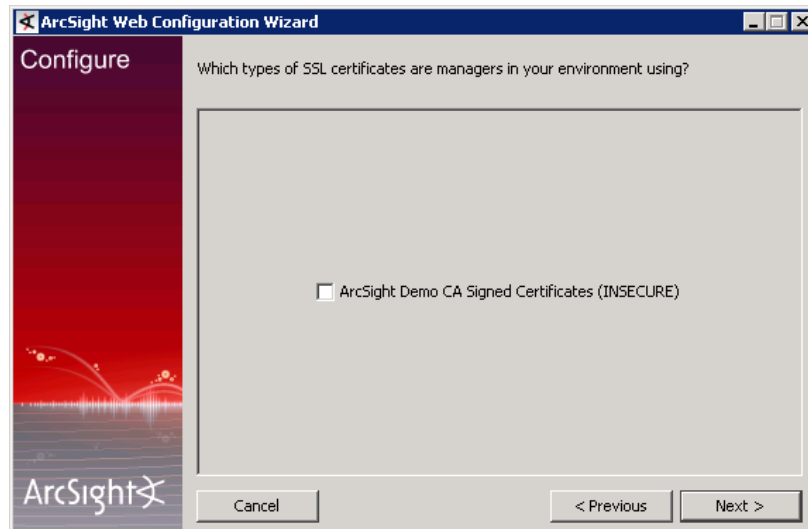 ArcSight Web Configuration Wizard
Configure
Which types of SSL certificates are managers in your environment using?
ArcSight Demo CA Signed Certificates (INSECURE)
ArcSight
Cancel
< Previous
Next >